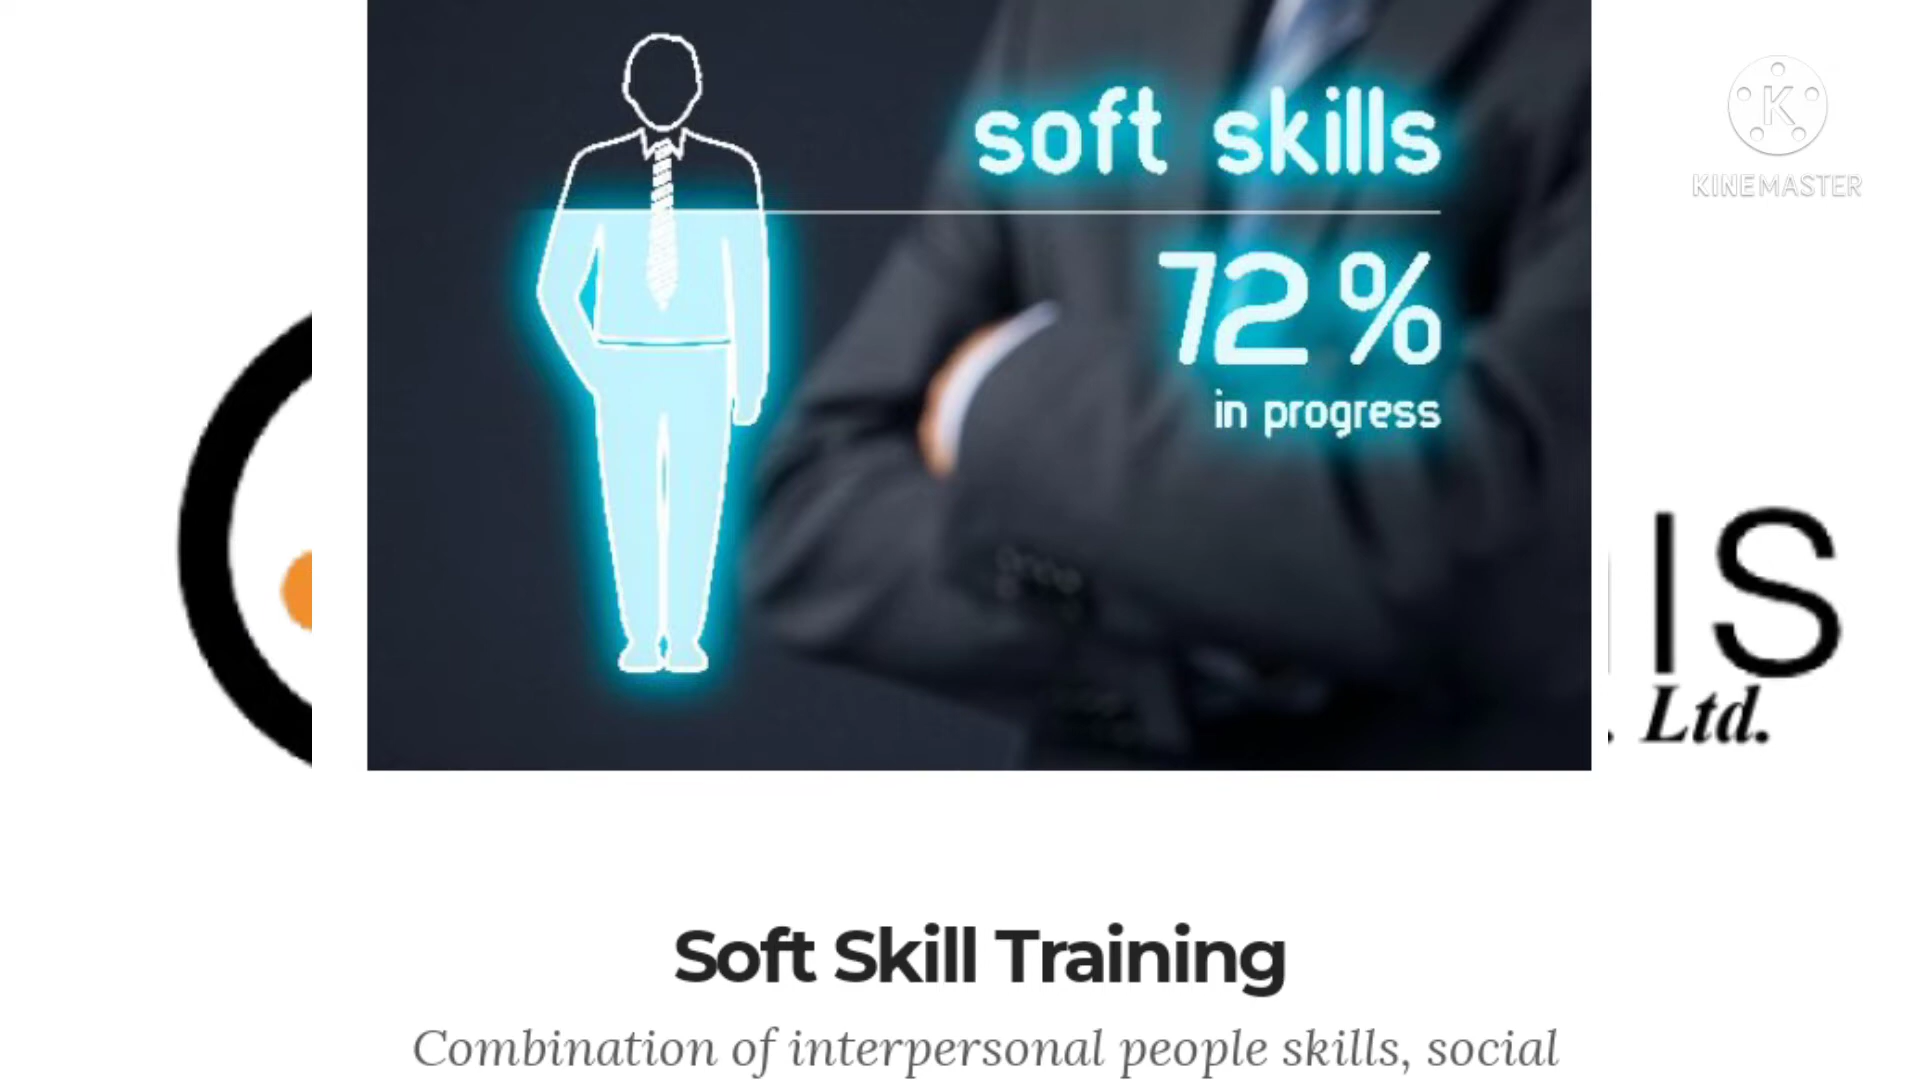 soft skills
72%
in progress
KINEMASTER
IS
. Ltd.
Soft Skill Training
Combination of interpersonal people skills, social